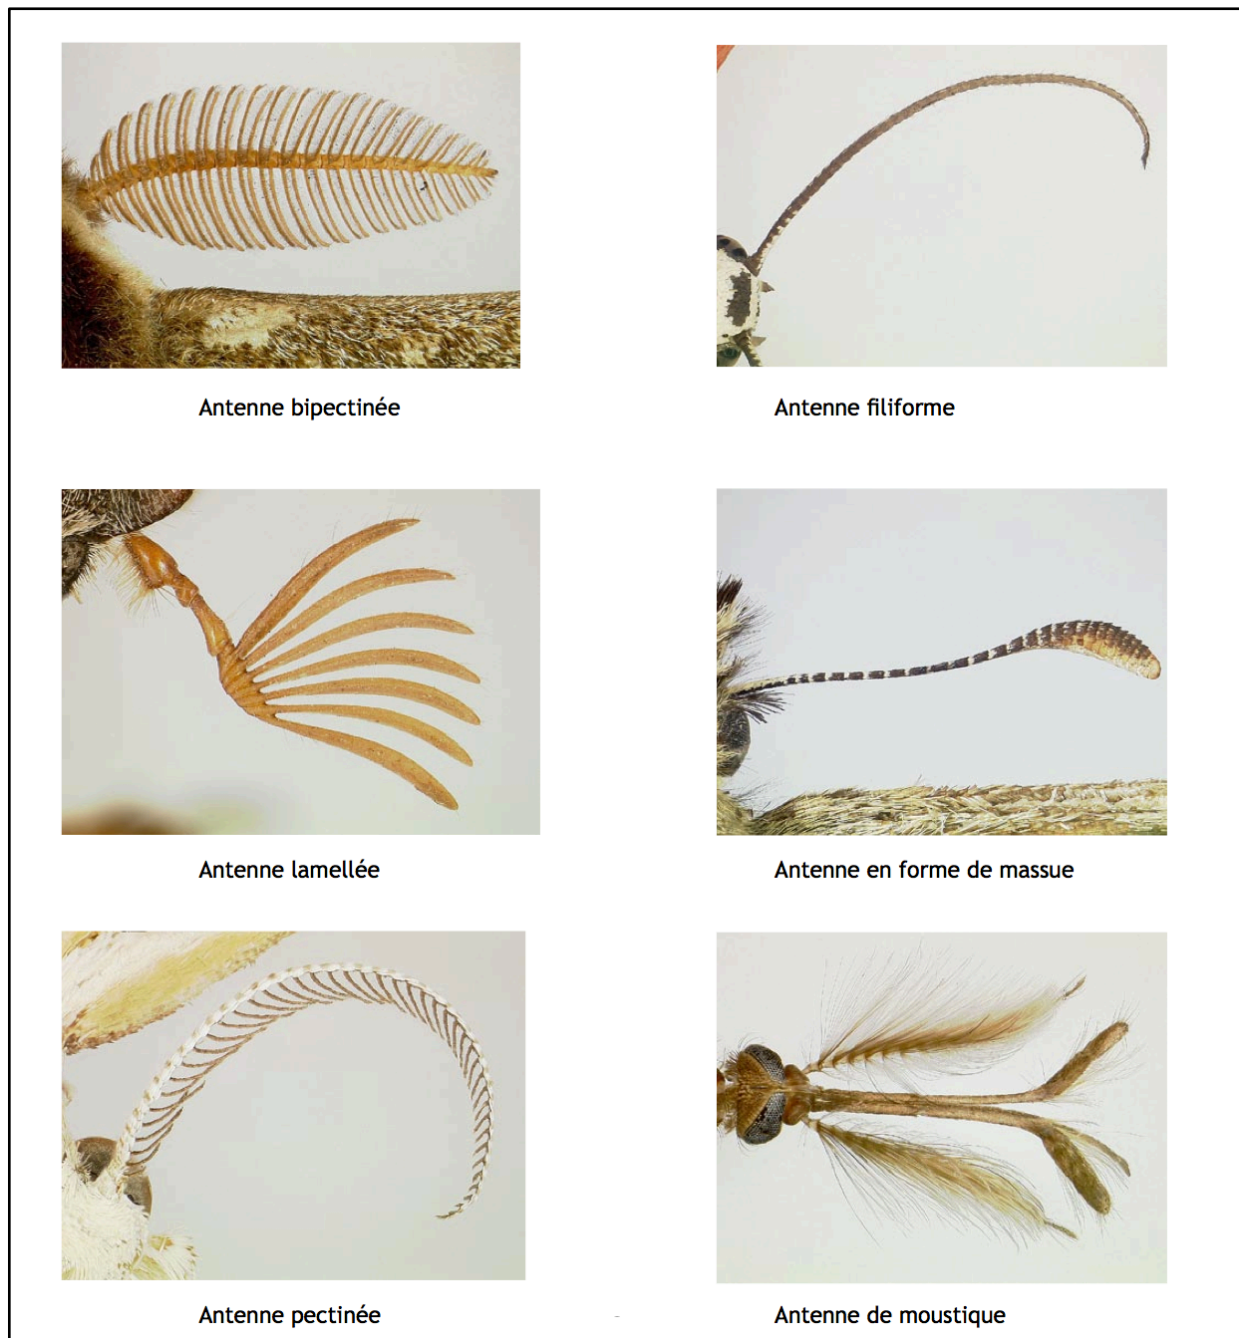 Antenne bipectinée
Antenne filiforme
Antenne lamellée
Antenne en forme de massue
Antenne pectinée
Antenne de moustique